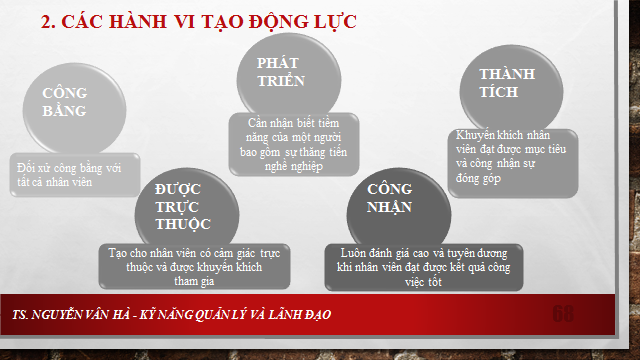 2. CÁC HÀNH VI TẠO ĐỘNG LỰC
CÔNG
BẰNG
Đối xử công bằng với
tất cả nhân viên
ĐƯỢC
TRỰC
THUỘC
Tạo cho nhân viên có cảm giác trực
thuộc và được khuyến khích
tham gia
PHÁT
TRIỂN
Cần nhận biết tiềm
năng của một người
bao gồm sự thăng tiến
nghề nghiệp
CÔNG
NHẬN
Luôn đánh giá cao và tuyên dương
khi nhân viên đạt được kết quả công
việc tốt
THÀNH
TÍCH
Khuyến khích nhân
viên đạt được mục tiêu
và công nhận sự
đóng góp
TS. NGUYỄN VÂN HÀ - KỸ NĂNG QUẢN LÝ VÀ LÃNH ĐẠO
68